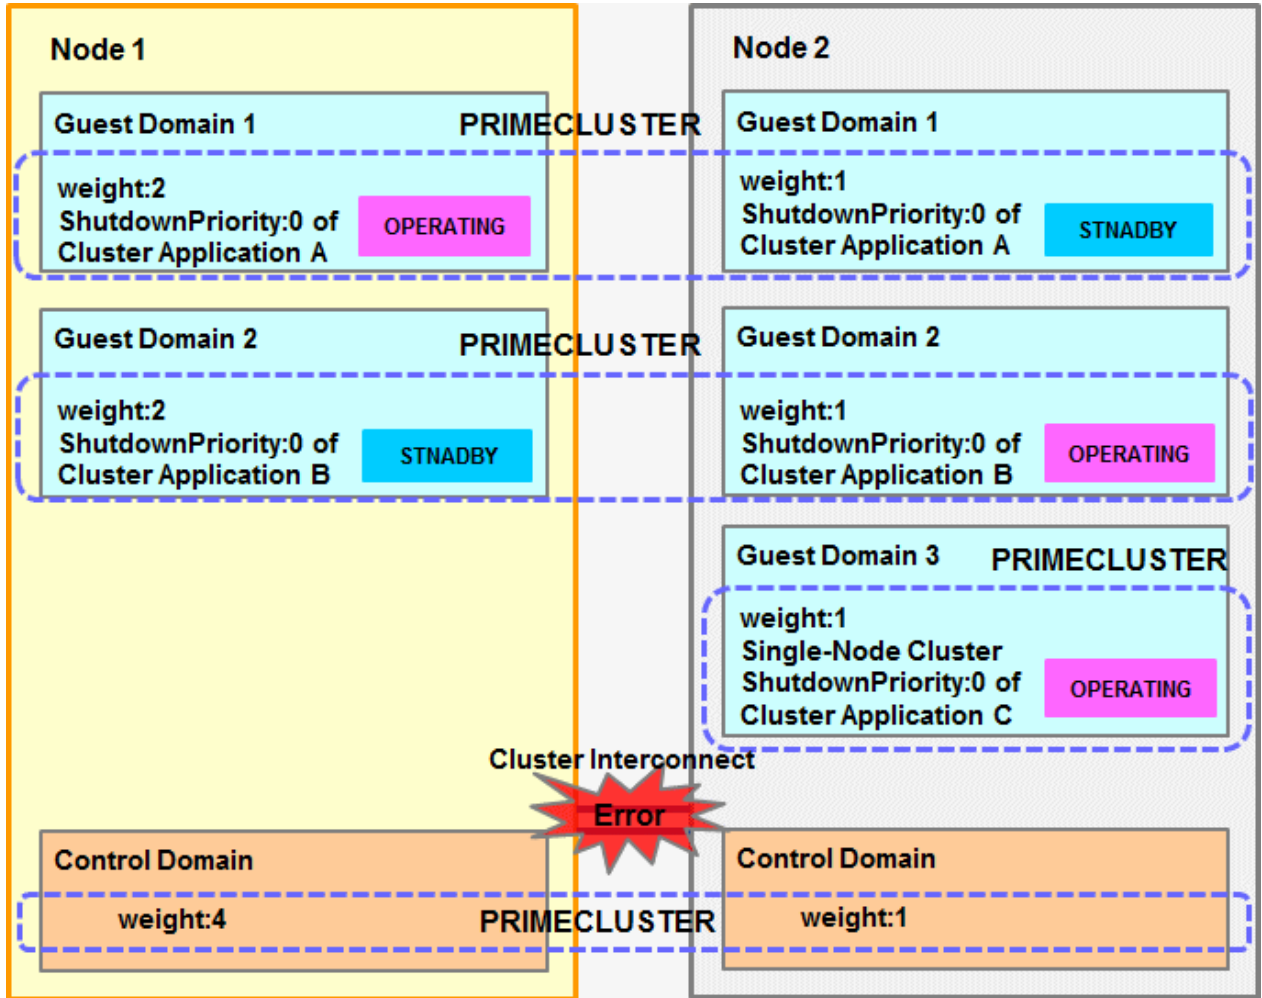 Node 1
Guest Domain 1
PRIMECLUSTER
weight:2
ShutdownPriority:0 of
Cluster Application A
OPERATING
Guest Domain 2
PRIMECLUSTER
weight:2
ShutdownPriority:0 of
Cluster Application B
STNADBY
Cluster Interconnect
Error
Control Domain
weight:4
PRIMECLUSTER
Node 2
Guest Domain 1
weight:1
ShutdownPriority:0 of
Cluster Application A
STNADBY
Guest Domain 2
weight:1
ShutdownPriority:0 of
Cluster Application B
OPERATING
Guest Domain 3
PRIMECLUSTER
weight:1
Single-Node Cluster
ShutdownPriority:0 of
Cluster Application C
OPERATING
Control Domain
weight:1